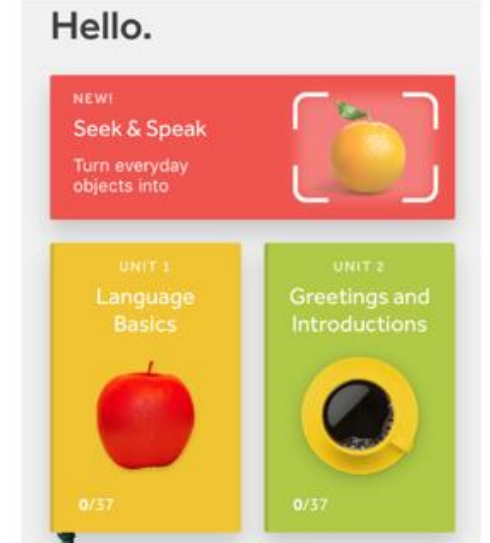 Hello.
NEW!
Seek & Speak
Turn everyday
objects into
UNIT 1
Language
Basics
0/37
UNIT 2
Greetings and
Introductions
0/37